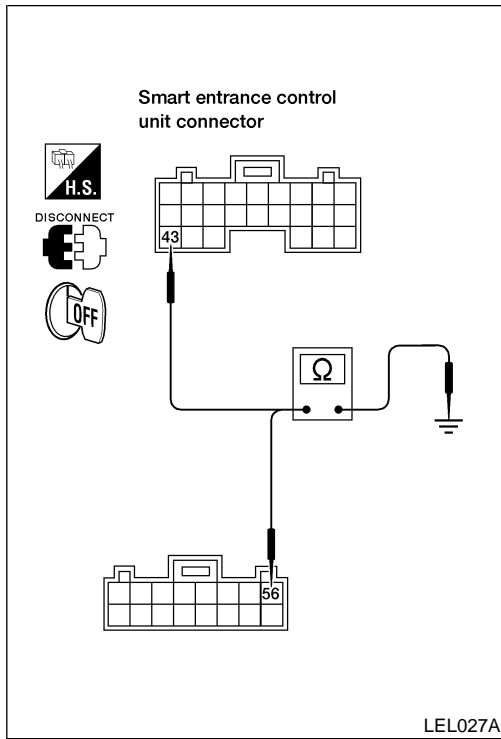 Smart entrance control
unit connector
H.S.
DISCONNECT
43
OFF
Ω
56
LEL027A